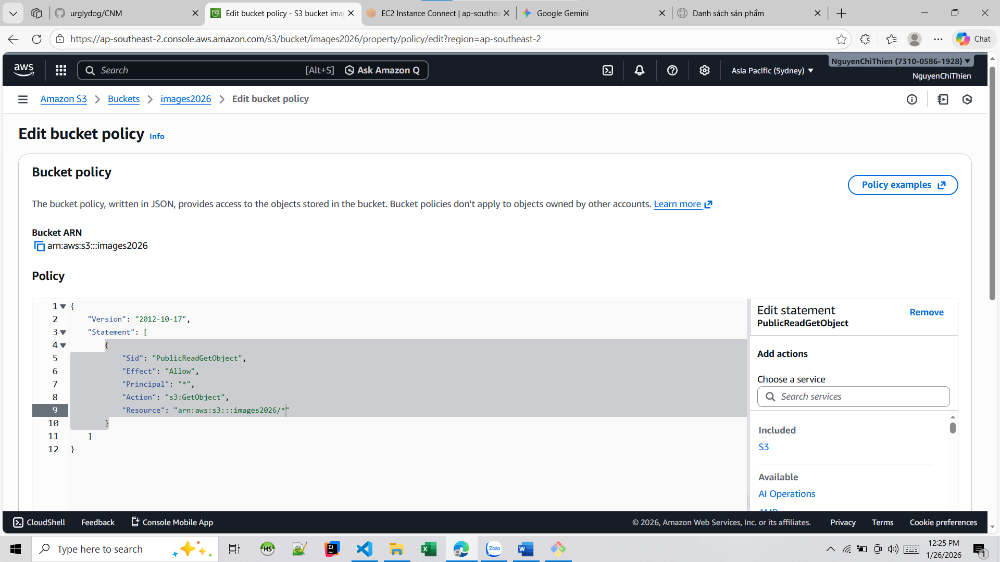 urglydog/CNM
Edit bucket policy - S3 bucket ima
EC2 Instance Connect | ap-southea
Google Gemini
Danh sách sản phẩm
https://ap-southeast-2.console.aws.amazon.com/s3/bucket/images2026/property/policy/edit?region=ap-southeast-2
Chat
aws
Search
[Alt+S]
Ask Amazon Q
Asia Pacific (Sydney)
NguyenChiThien (7310-0586-1928)
NguyenChiThien
Amazon S3
Buckets
images2026
Edit bucket policy
Edit bucket policy Info
Bucket policy
Policy examples
The bucket policy, written in JSON, provides access to the objects stored in the bucket. Bucket policies don't apply to objects owned by other accounts. Learn more
Bucket ARN
arn:aws:s3:::images2026
Policy
1 {
2 "Version": "2012-10-17",
3 "Statement": [
4 {
5 "Sid": "PublicReadGetObject",
6 "Effect": "Allow",
7 "Principal": "*",
8 "Action": "s3:GetObject",
9 "Resource": "arn:aws:s3:::images2026/*"
10 }
11 ]
12 }
Edit statement
Remove
PublicReadGetObject
Add actions
Choose a service
Search services
Included
S3
Available
AI Operations
CloudShell
Feedback
Console Mobile App
© 2026, Amazon Web Services, Inc. or its affiliates.
Privacy
Terms
Cookie preferences
Type here to search
HS
IJ
Zalo
W
12:25 PM
1/26/2026
1